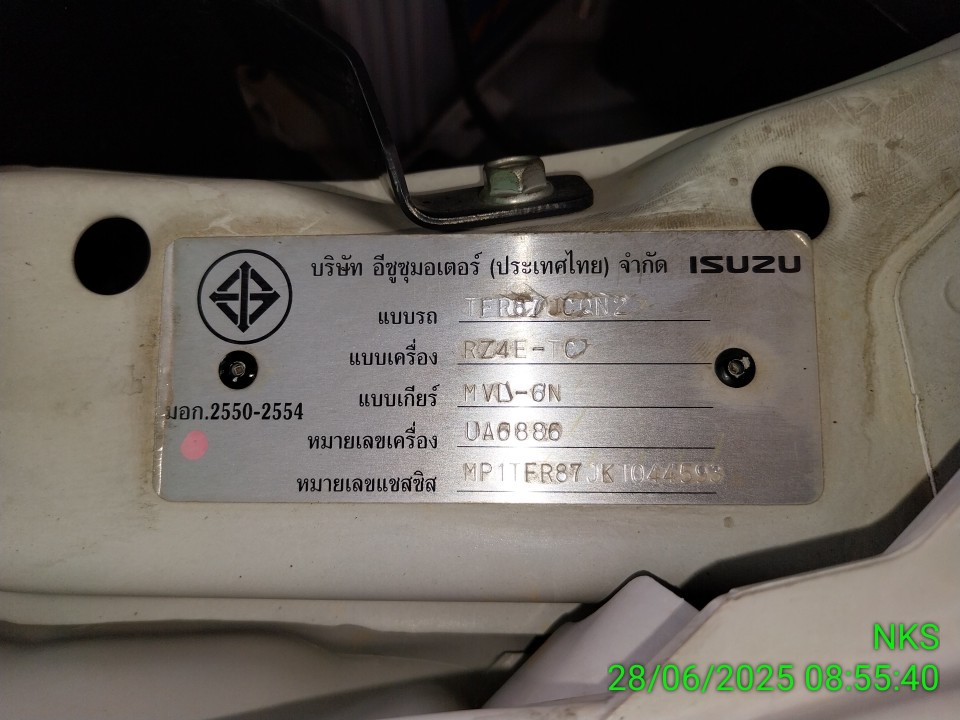 บริษัท อีซูซุมอเตอร์ (ประเทศไทย) จำกัด ISUZU
แบบรถ TFR87JCQN2
แบบเครื่อง RZ4E-TC
แบบเกียร์ MVL-6N
มอก.2550-2554
หมายเลขเครื่อง UA6886
หมายเลขแชสซิส MP1TFR87JKT044593
NKS
28/06/2025 08:55:40